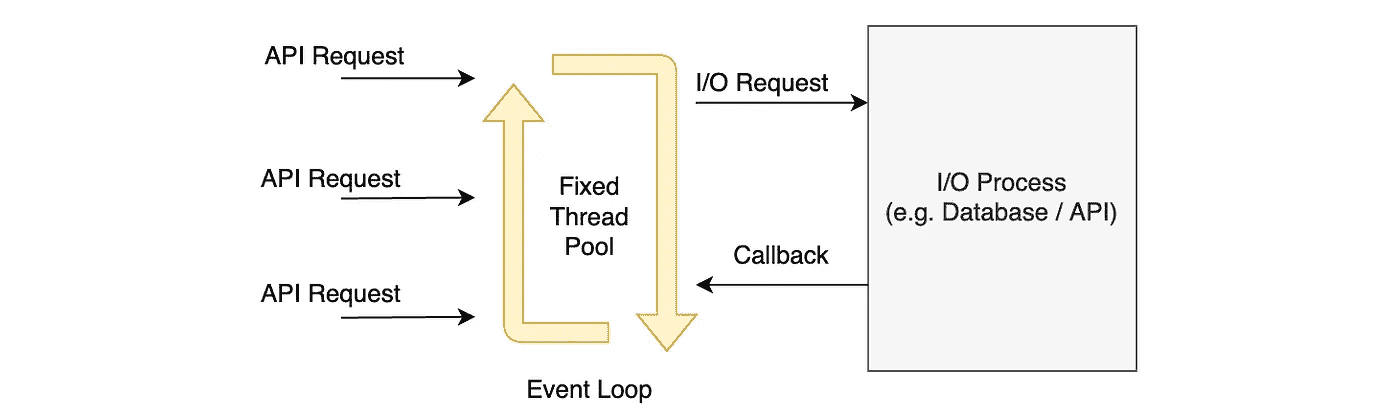 API Request
API Request
API Request
Fixed
Thread
Pool
Event Loop
I/O Request
Callback
I/O Process
(e.g. Database / API)